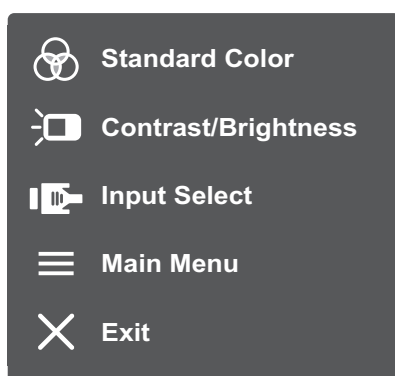 Standard Color
Contrast/Brightness
Input Select
Main Menu
Exit